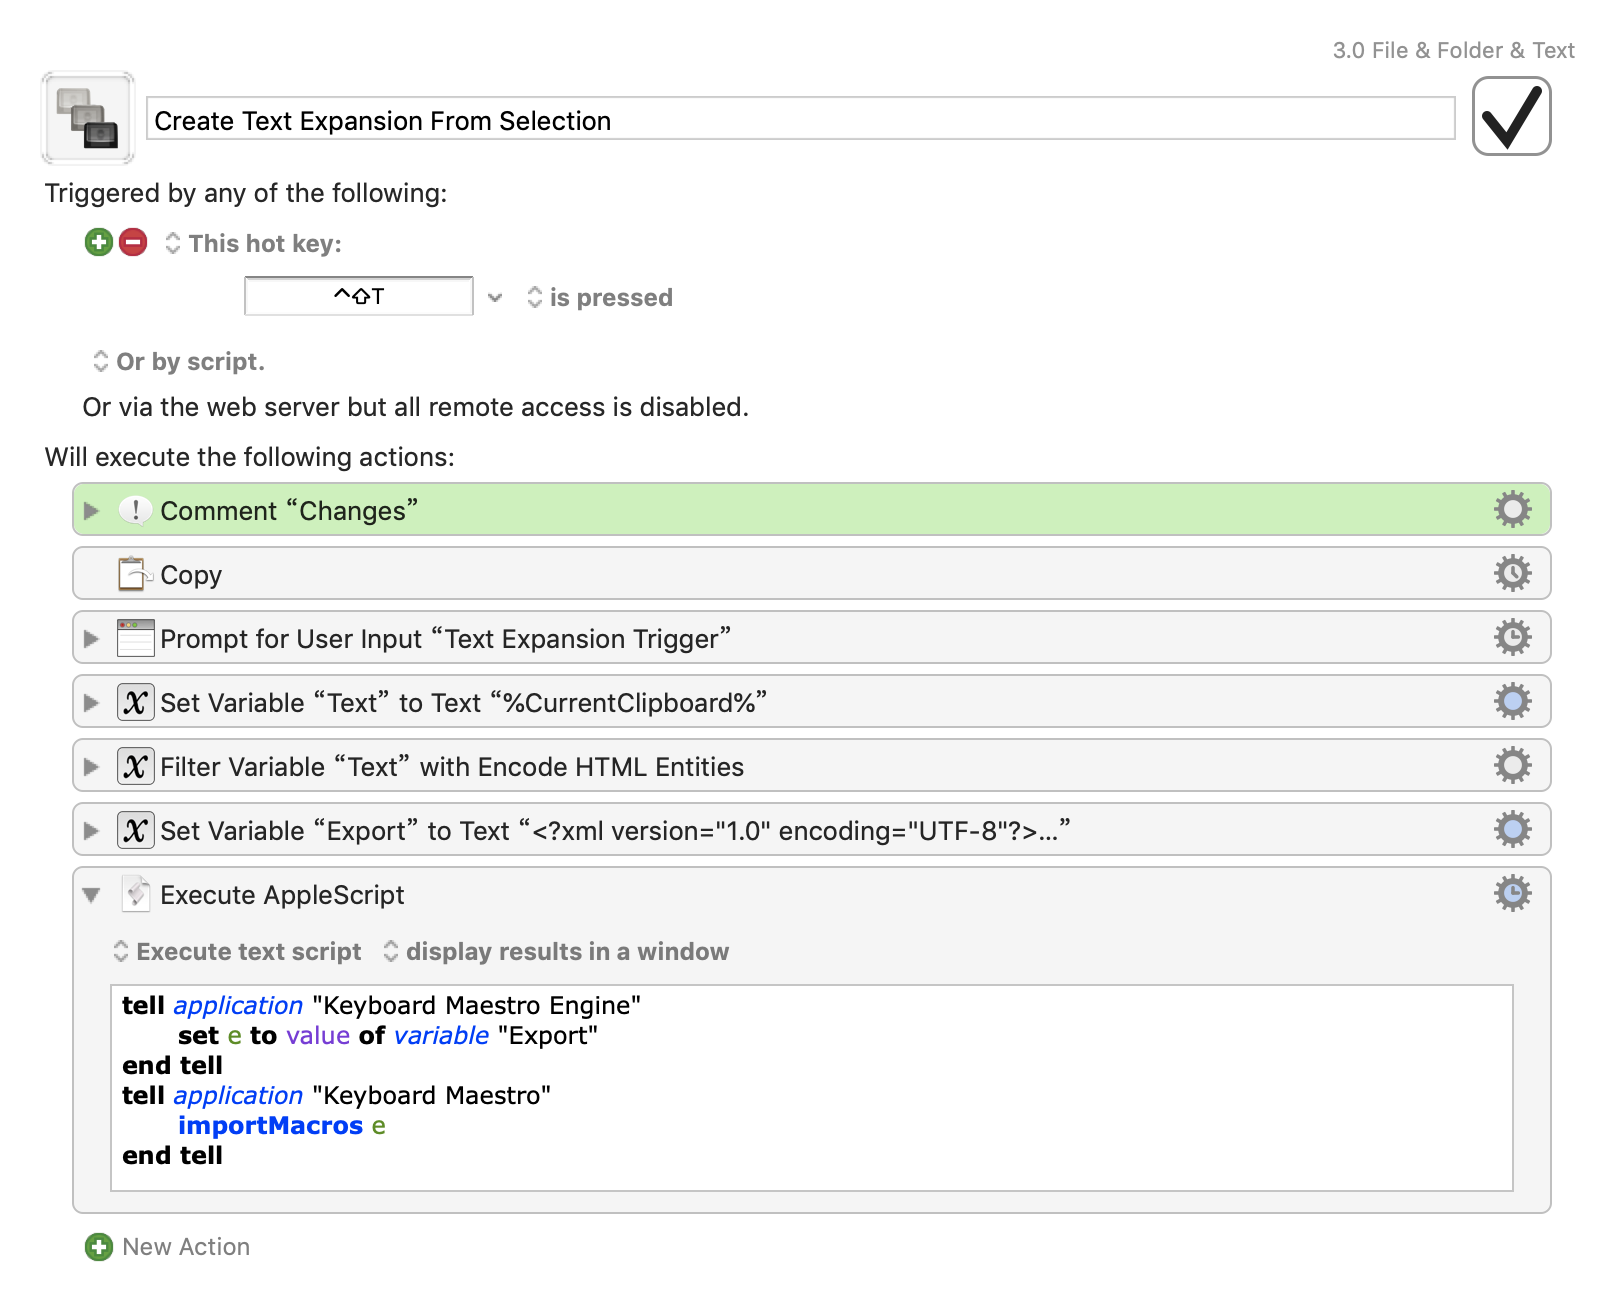 3.0 File & Folder & Text
Create Text Expansion From Selection
Triggered by any of the following:
This hot key:
^⇧T is pressed
Or by script.
Or via the web server but all remote access is disabled.
Will execute the following actions:
Comment “Changes”
Copy
Prompt for User Input “Text Expansion Trigger”
Set Variable “Text” to Text “%CurrentClipboard%”
Filter Variable “Text” with Encode HTML Entities
Set Variable “Export” to Text “<?xml version="1.0" encoding="UTF-8"?>…”
Execute AppleScript
Execute text script display results in a window
tell application "Keyboard Maestro Engine"
set e to value of variable "Export"
end tell
tell application "Keyboard Maestro"
importMacros e
end tell
New Action